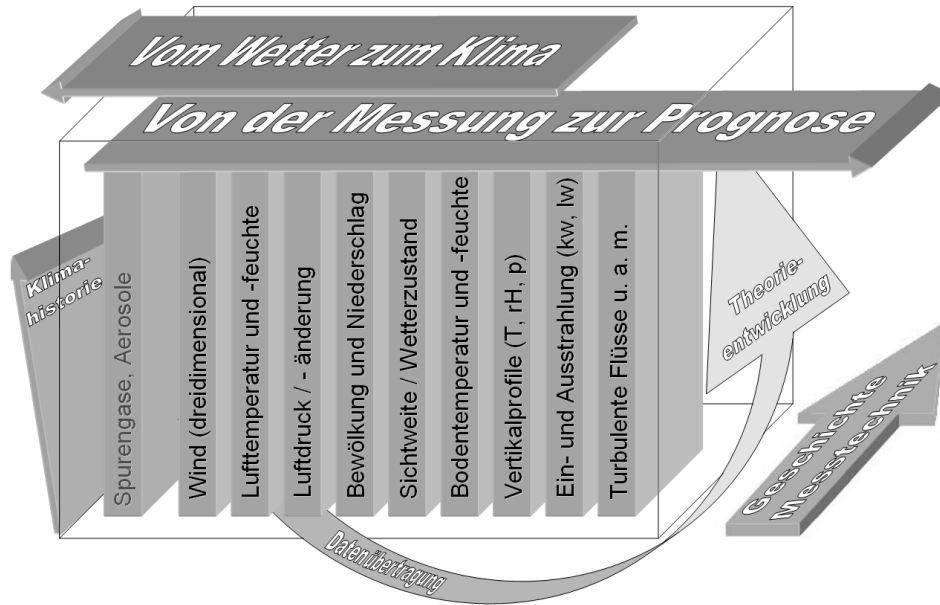 Vom Wetter zum Klima
Von der Messung zur Prognose
Klima-
historie
Spurengase, Aerosole
Wind (dreidimensional)
Lufttemperatur und -feuchte
Luftdruck / - änderung
Bewölkung und Niederschlag
Sichtweite / Wetterzustand
Bodentemperatur und -feuchte
Vertikalprofile (T, rH, p)
Ein- und Ausstrahlung (kw, lw)
Turbulente Flüsse u. a. m.
Theorie-
entwicklung
Geschichte
Messtechnik
Datenübertragung